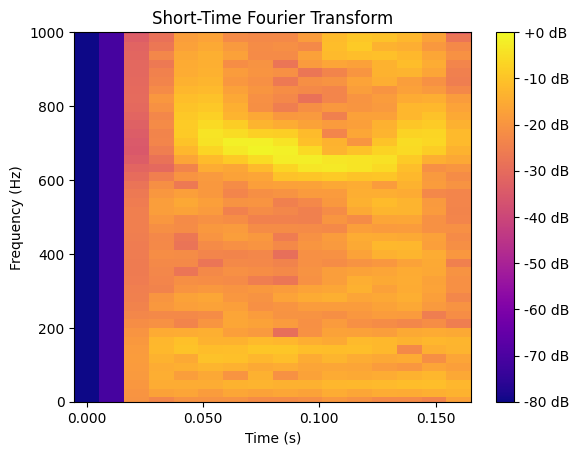 Short-Time Fourier Transform
Frequency (Hz)
1000
800
600
400
200
0
0.000
0.050
0.100
0.150
Time (s)
+0 dB
-10 dB
-20 dB
-30 dB
-40 dB
-50 dB
-60 dB
-70 dB
-80 dB